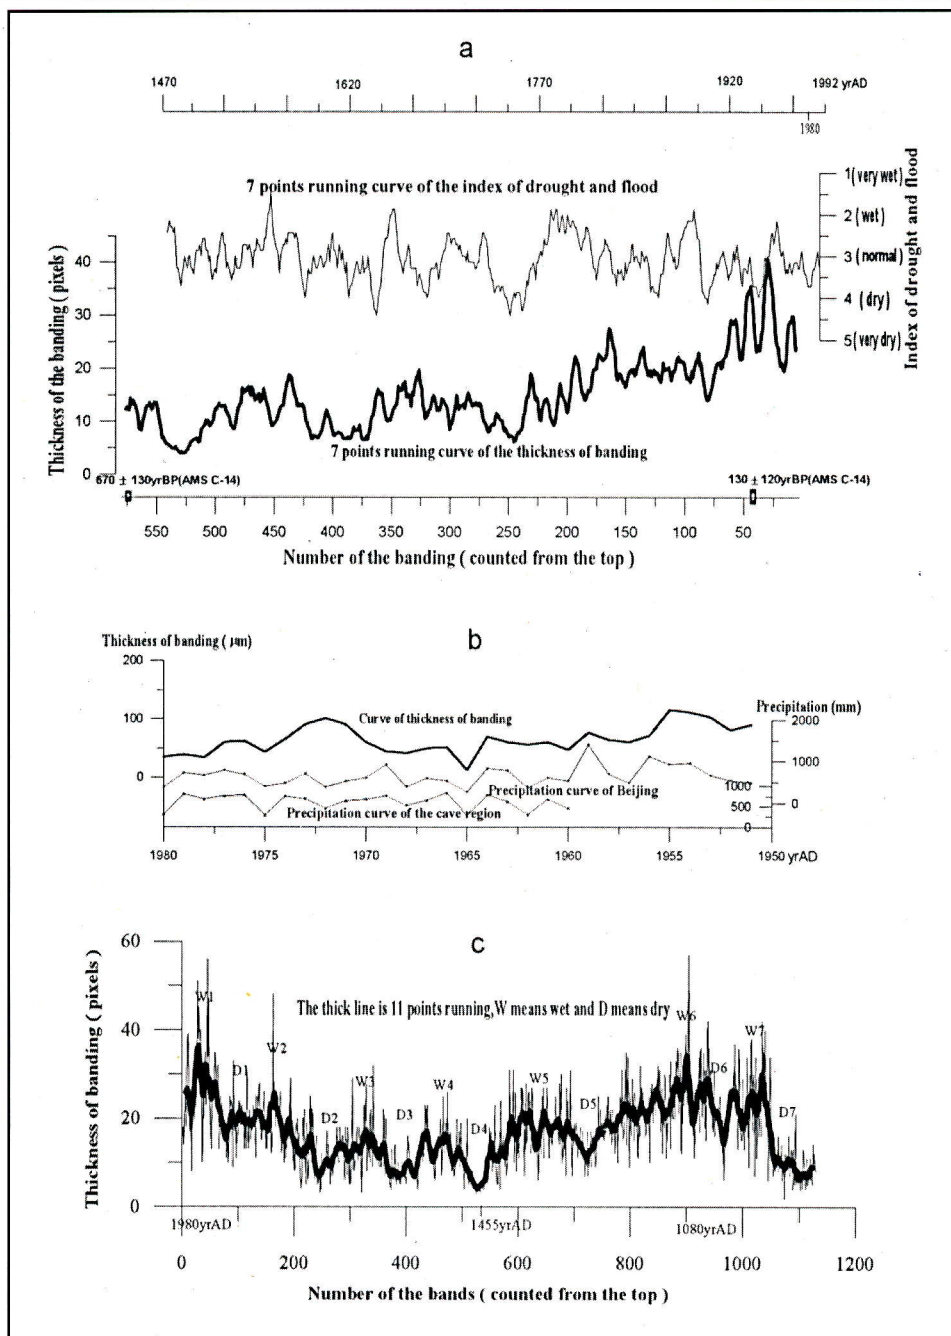 a
1470 1620 1770 1920 1992 yrAD
1980
7 points running curve of the index of drought and flood
1 (very wet)
2 (wet)
3 (normal)
4 (dry)
5 (very dry)
Index of drought and flood
Thickness of the banding ( pixels)
40
30
20
10
0
7 points running curve of the thickness of banding
670 ± 130yrBP(AMS C-14) 130 ± 120yrBP(AMS C-14)
550 500 450 400 350 300 250 200 150 100 50
Number of the banding ( counted from the top )
b
Thickness of banding ( μm)
200
100
0
Curve of thickness of banding
Precipitation (mm)
2000
1000
0
Precipitation curve of Beijing
1000
500
0
Precipitation curve of the cave region
1980 1975 1970 1965 1960 1955 1950 yrAD
c
Thickness of banding ( pixels )
60
40
20
0
The thick line is 11 points running,W means wet and D means dry
W1 D1 W2 D2 W3 D3 W4 D4 W5 D5 W6 D6 W7 D7
1980yrAD 1455yrAD 1080yrAD
0 200 400 600 800 1000 1200
Number of the bands ( counted from the top )